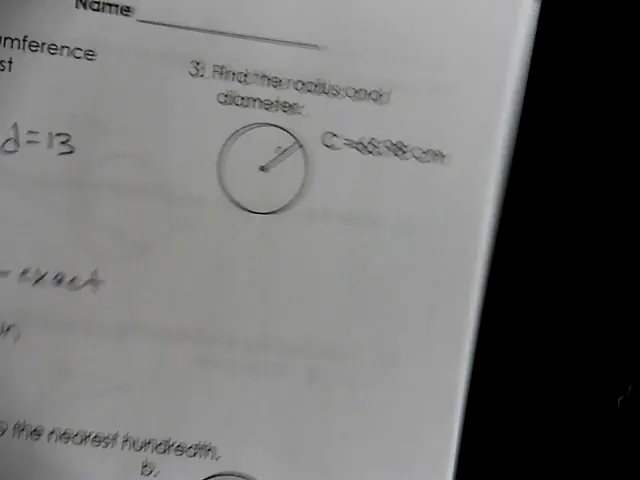 Name
umference
st
3. Find the radius and
diameter.
d=13
r
= exact
the nearest hundredth.
b.